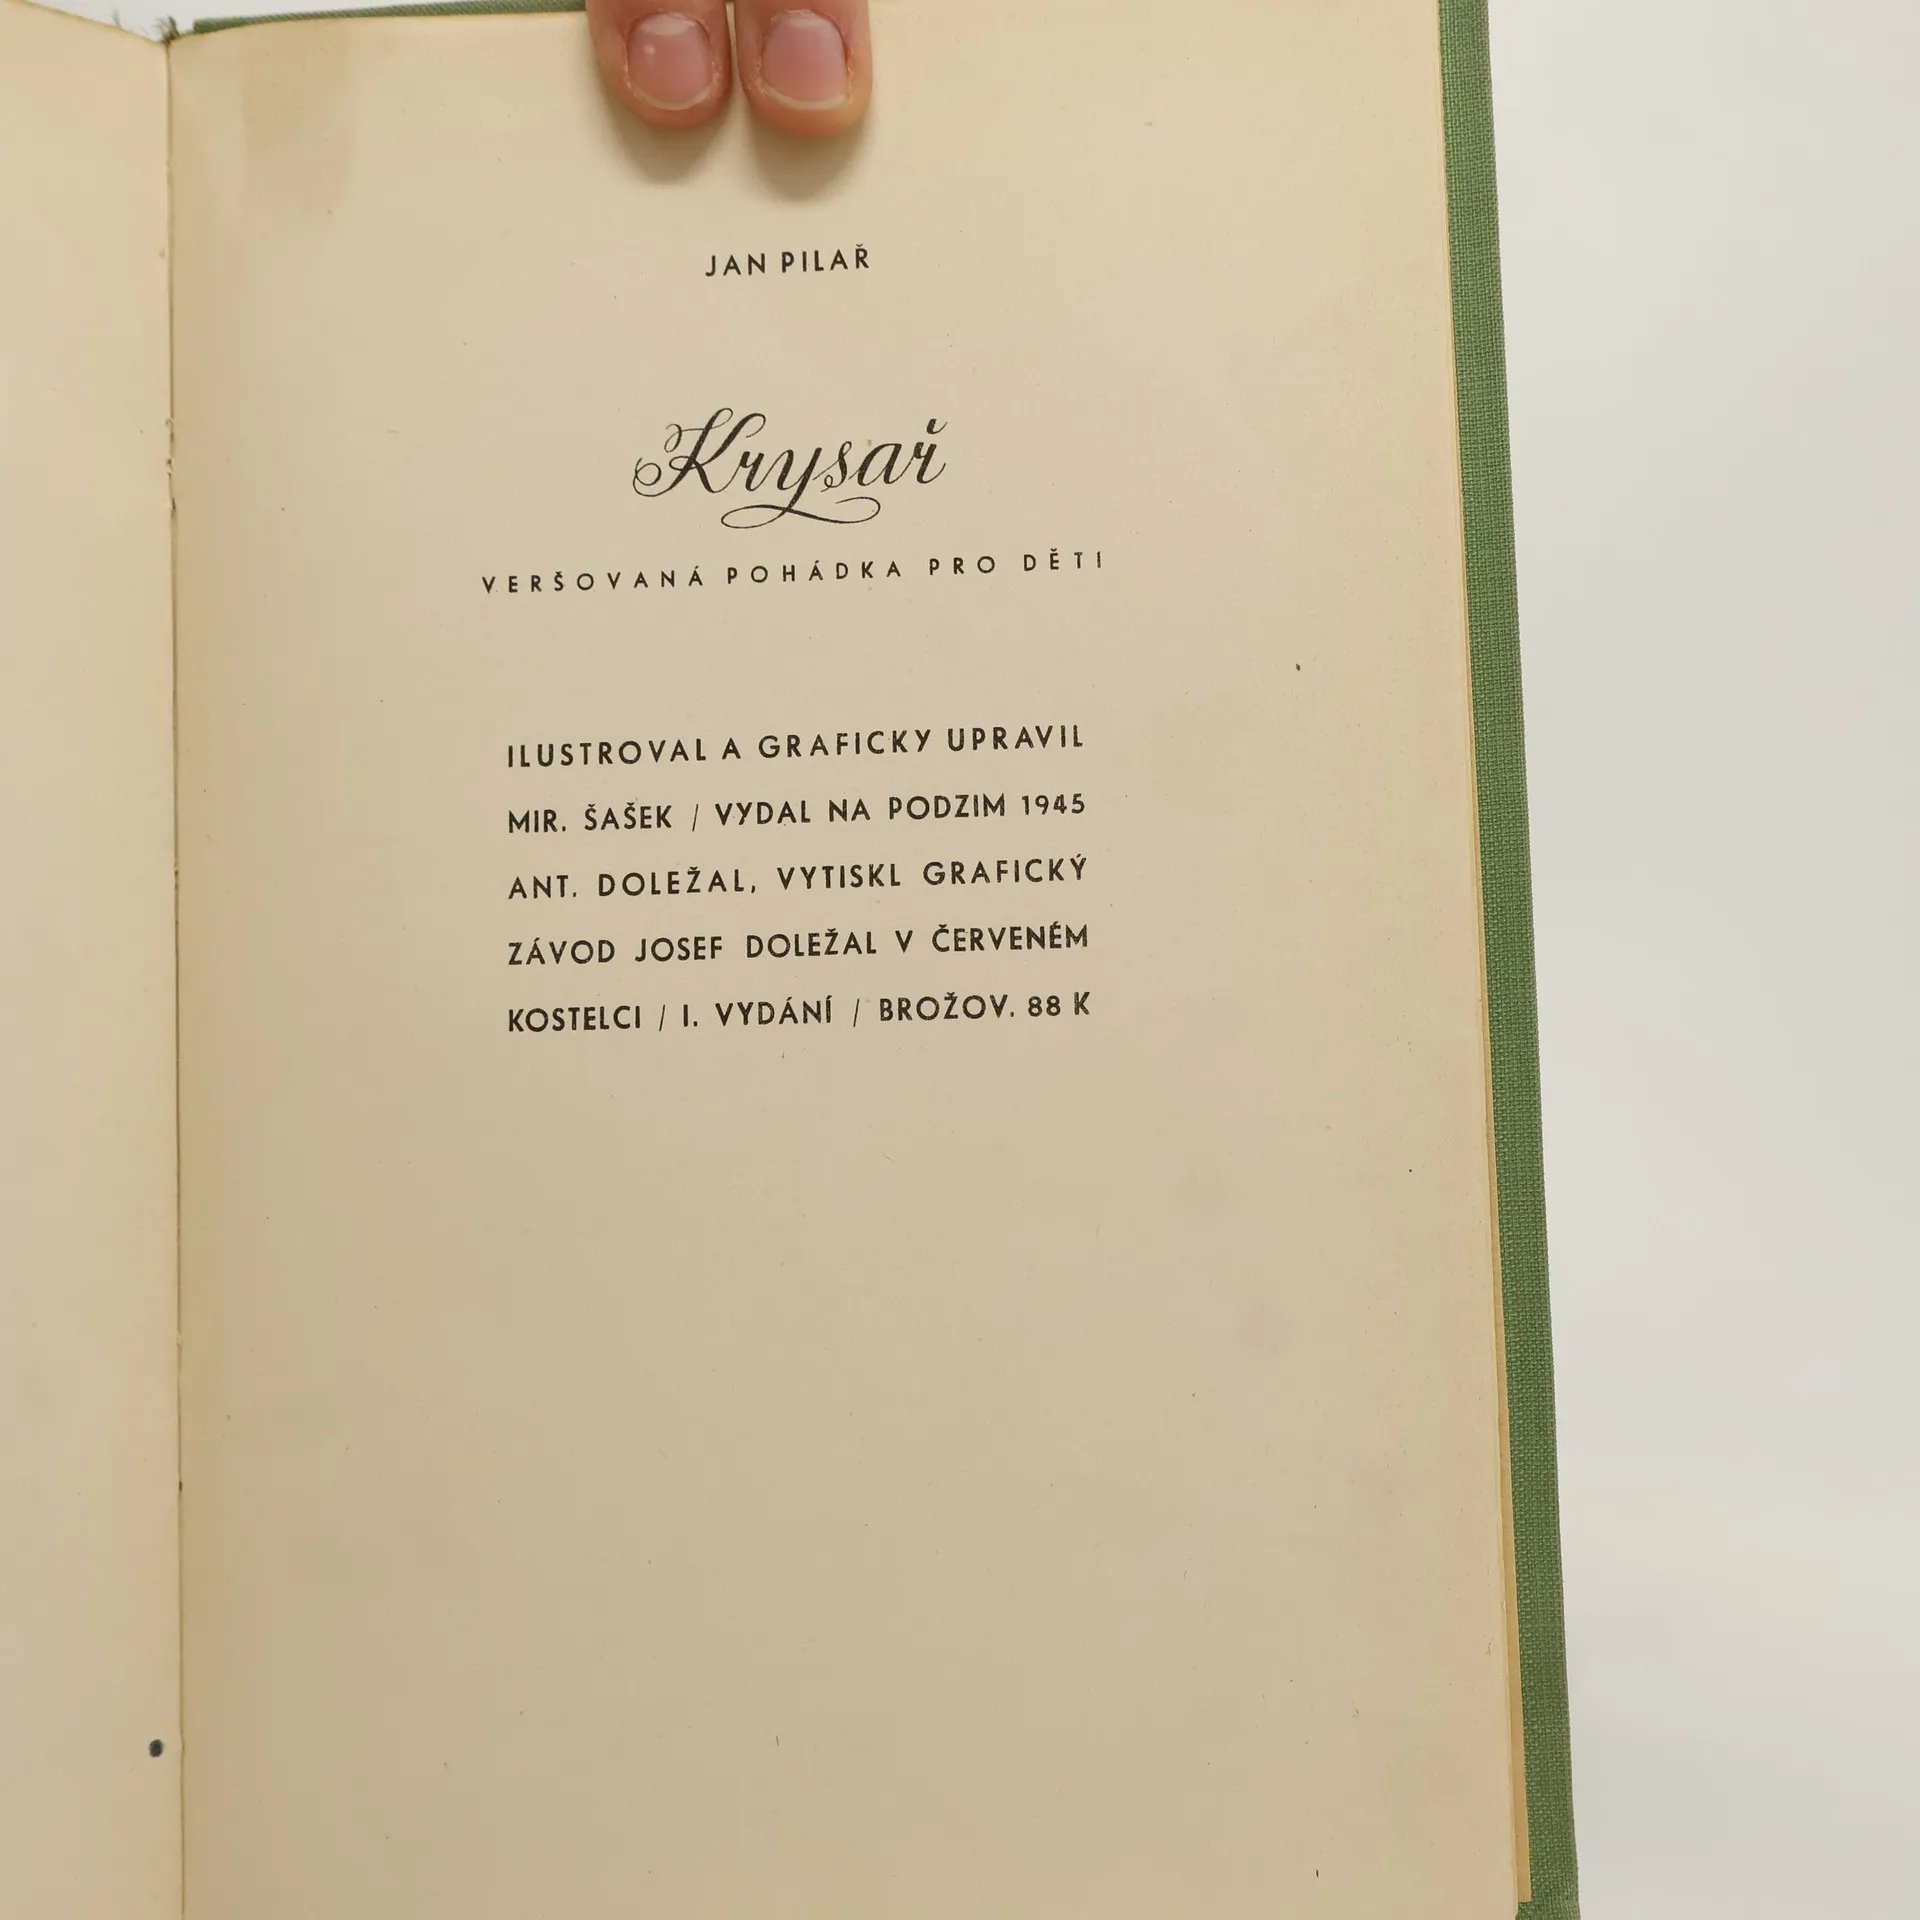 JAN PILAŘ
Krysař
VERŠOVANÁ POHÁDKA PRO DĚTI
ILUSTROVAL A GRAFICKY UPRAVIL
MIR. ŠAŠEK / VYDAL NA PODZIM 1945
ANT. DOLEŽAL, VYTISKL GRAFICKÝ
ZÁVOD JOSEF DOLEŽAL V ČERVENÉM
KOSTELCI / I. VYDÁNÍ / BROŽOV. 88 K